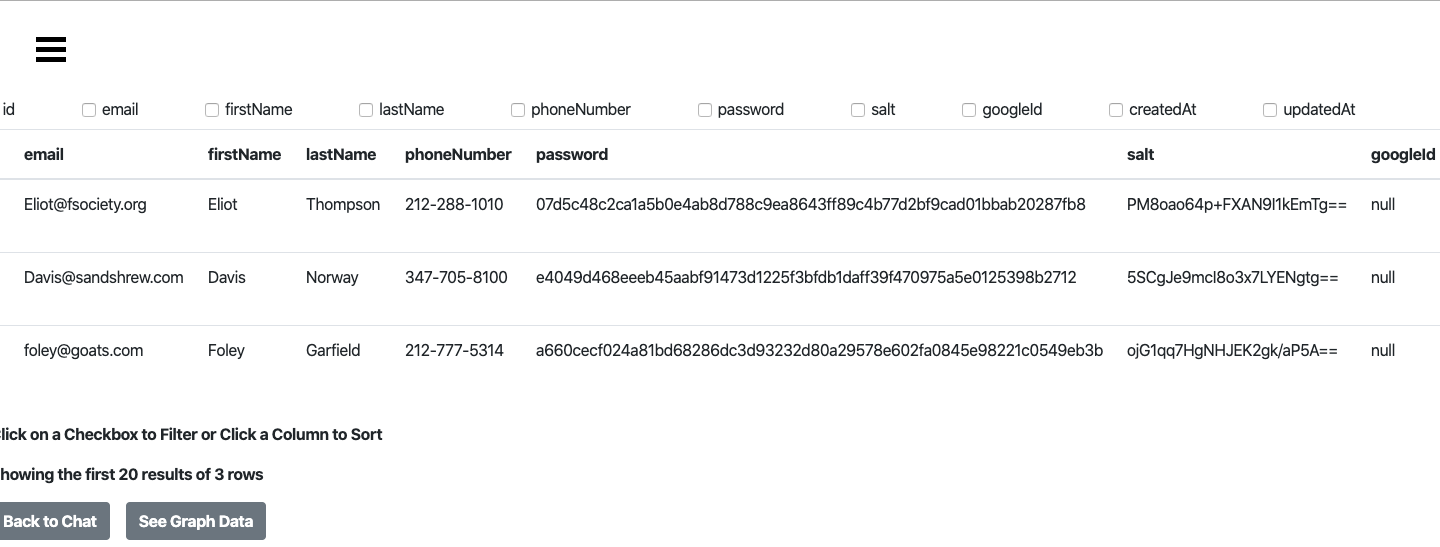 id email firstName lastName phoneNumber password salt googleId createdAt updatedAt
email firstName lastName phoneNumber password salt googleId
Eliot@fsociety.org Eliot Thompson 212-288-1010 07d5c48c2ca1a5b0e4ab8d788c9ea8643ff89c4b77d2bf9cad01bbab20287fb8 PM8oao64p+FXAN9l1kEmTg== null
Davis@sandshrew.com Davis Norway 347-705-8100 e4049d468eeeb45aabf91473d1225f3bfdb1daff39f470975a5e0125398b2712 5SCgJe9mcl8o3x7LYENgtg== null
foley@goats.com Foley Garfield 212-777-5314 a660cecf024a81bd68286dc3d93232d80a29578e602fa0845e98221c0549eb3b ojG1qq7HgNHJEK2gk/aP5A== null
lick on a Checkbox to Filter or Click a Column to Sort
howing the first 20 results of 3 rows
Back to Chat See Graph Data